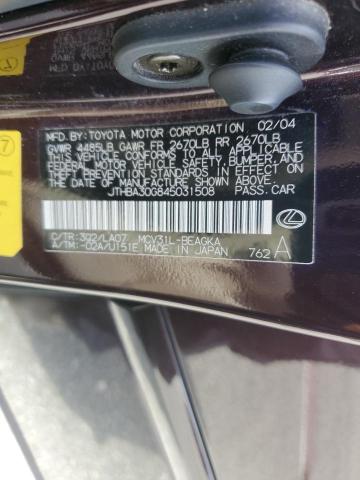 MFD. BY: TOYOTA MOTOR CORPORATION 02/04
GVWR 4485LB GAWR FR 2670LB RR 2670LB
THIS VEHICLE CONFORMS TO ALL APPLICABLE
FEDERAL MOTOR VEHICLE SAFETY, BUMPER, AND
THEFT PREVENTION STANDARDS IN EFFECT ON
THE DATE OF MANUFACTURE SHOWN ABOVE.
JTHBA30G845031508 PASS. CAR
C/TR: 3Q2/LA07 MCV31L-BEAGKA
A/TM: -02A/U151E MADE IN JAPAN
762 A